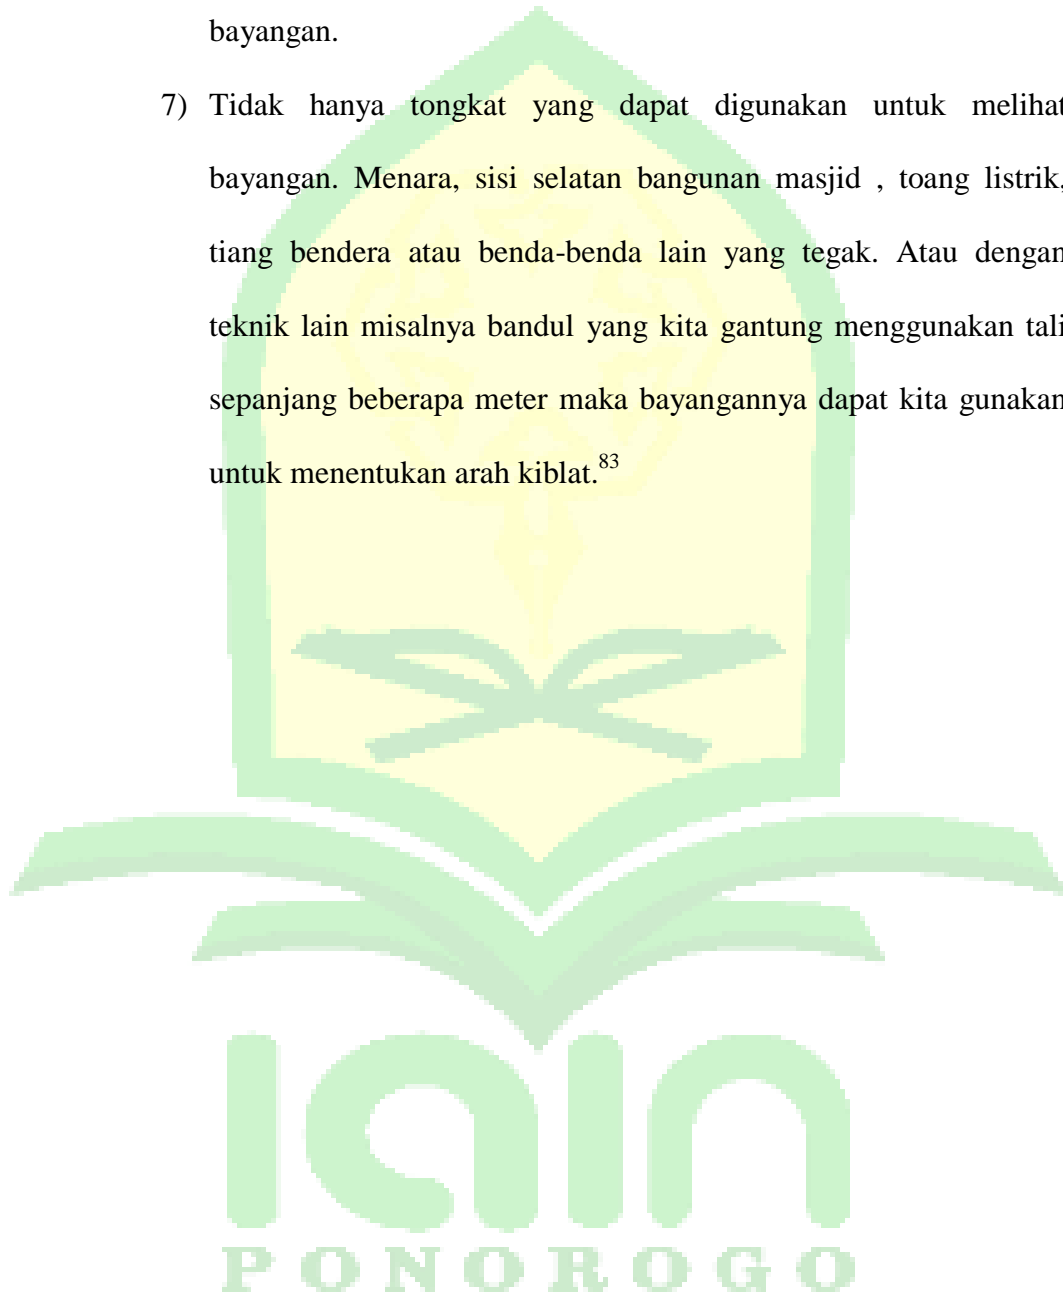 bayangan.
7) Tidak hanya tongkat yang dapat digunakan untuk melihat
bayangan. Menara, sisi selatan bangunan masjid , toang listrik,
tiang bendera atau benda-benda lain yang tegak. Atau dengan
teknik lain misalnya bandul yang kita gantung menggunakan tali
sepanjang beberapa meter maka bayangannya dapat kita gunakan
untuk menentukan arah kiblat.83
iain
PONOROGO